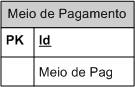 Meio de Pagamento
PK Id
Meio de Pag